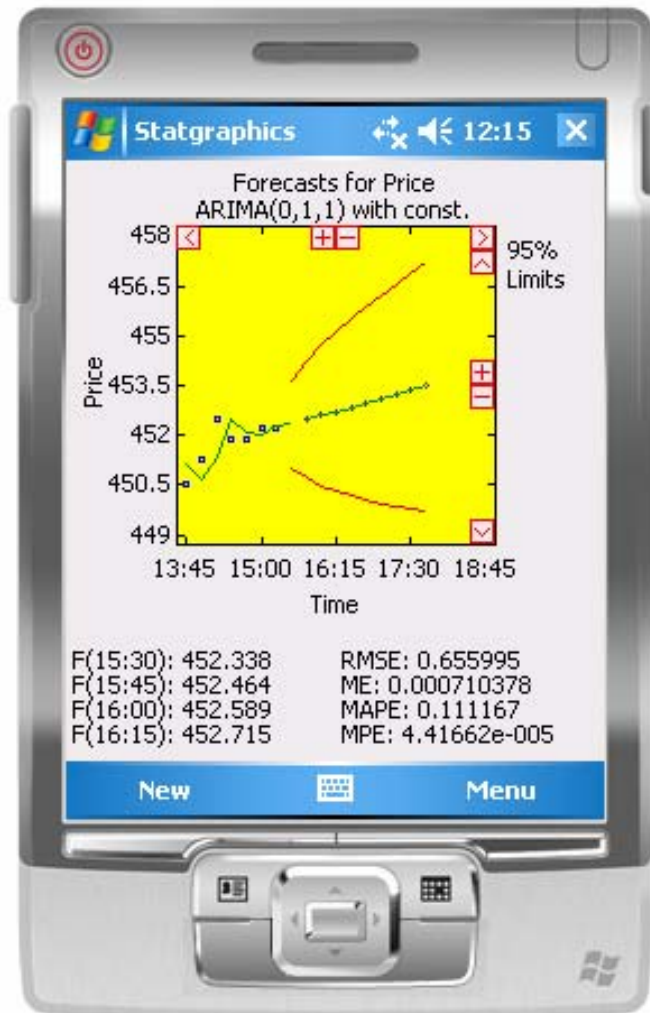 Statgraphics 12:15
Forecasts for Price
ARIMA(0,1,1) with const.
95%
Limits
458
456.5
455
453.5
452
450.5
449
Price
13:45 15:00 16:15 17:30 18:45
Time
F(15:30): 452.338 RMSE: 0.655995
F(15:45): 452.464 ME: 0.000710378
F(16:00): 452.589 MAPE: 0.111167
F(16:15): 452.715 MPE: 4.41662e-005
New Menu